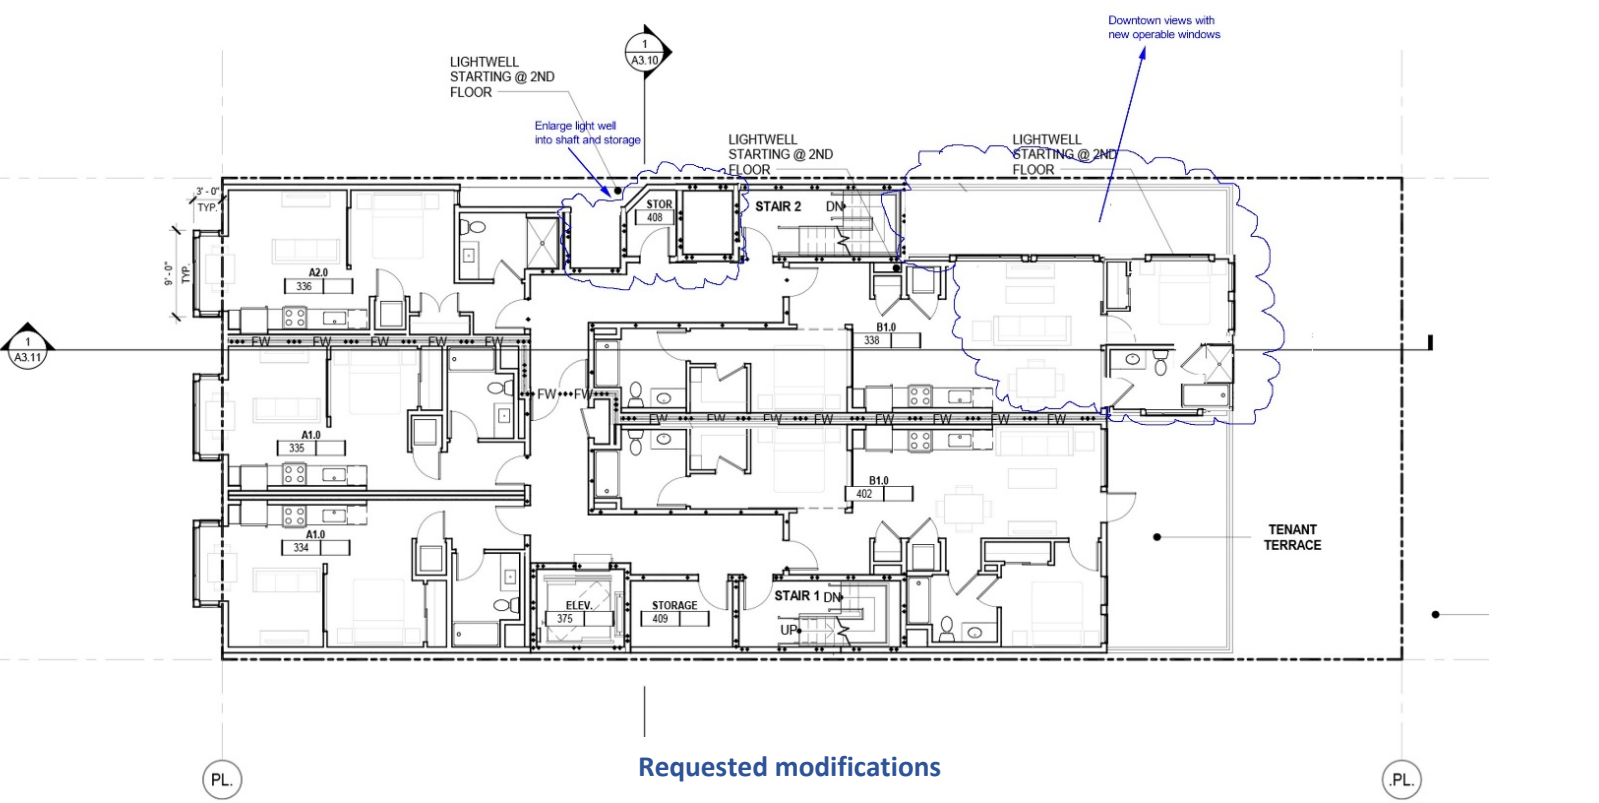 Downtown views with
new operable windows
1
A3.10
LIGHTWELL
STARTING @ 2ND
FLOOR
Enlarge light well
into shaft and storage
LIGHTWELL
STARTING @ 2ND
FLOOR
LIGHTWELL
STARTING @ 2ND
FLOOR
3' - 0"
TYP.
STOR
408
STAIR 2
DN
9' - 0"
TYP.
A2.0
336
B1.0
338
1
A3.11
FW
FW
FW
FW
FW
FW
FW
FW
FW
FW
FW
FW
FW
A1.0
335
B1.0
402
A1.0
334
TENANT
TERRACE
ELEV.
375
STORAGE
409
STAIR 1
DN
UP
Requested modifications
PL.
.PL.